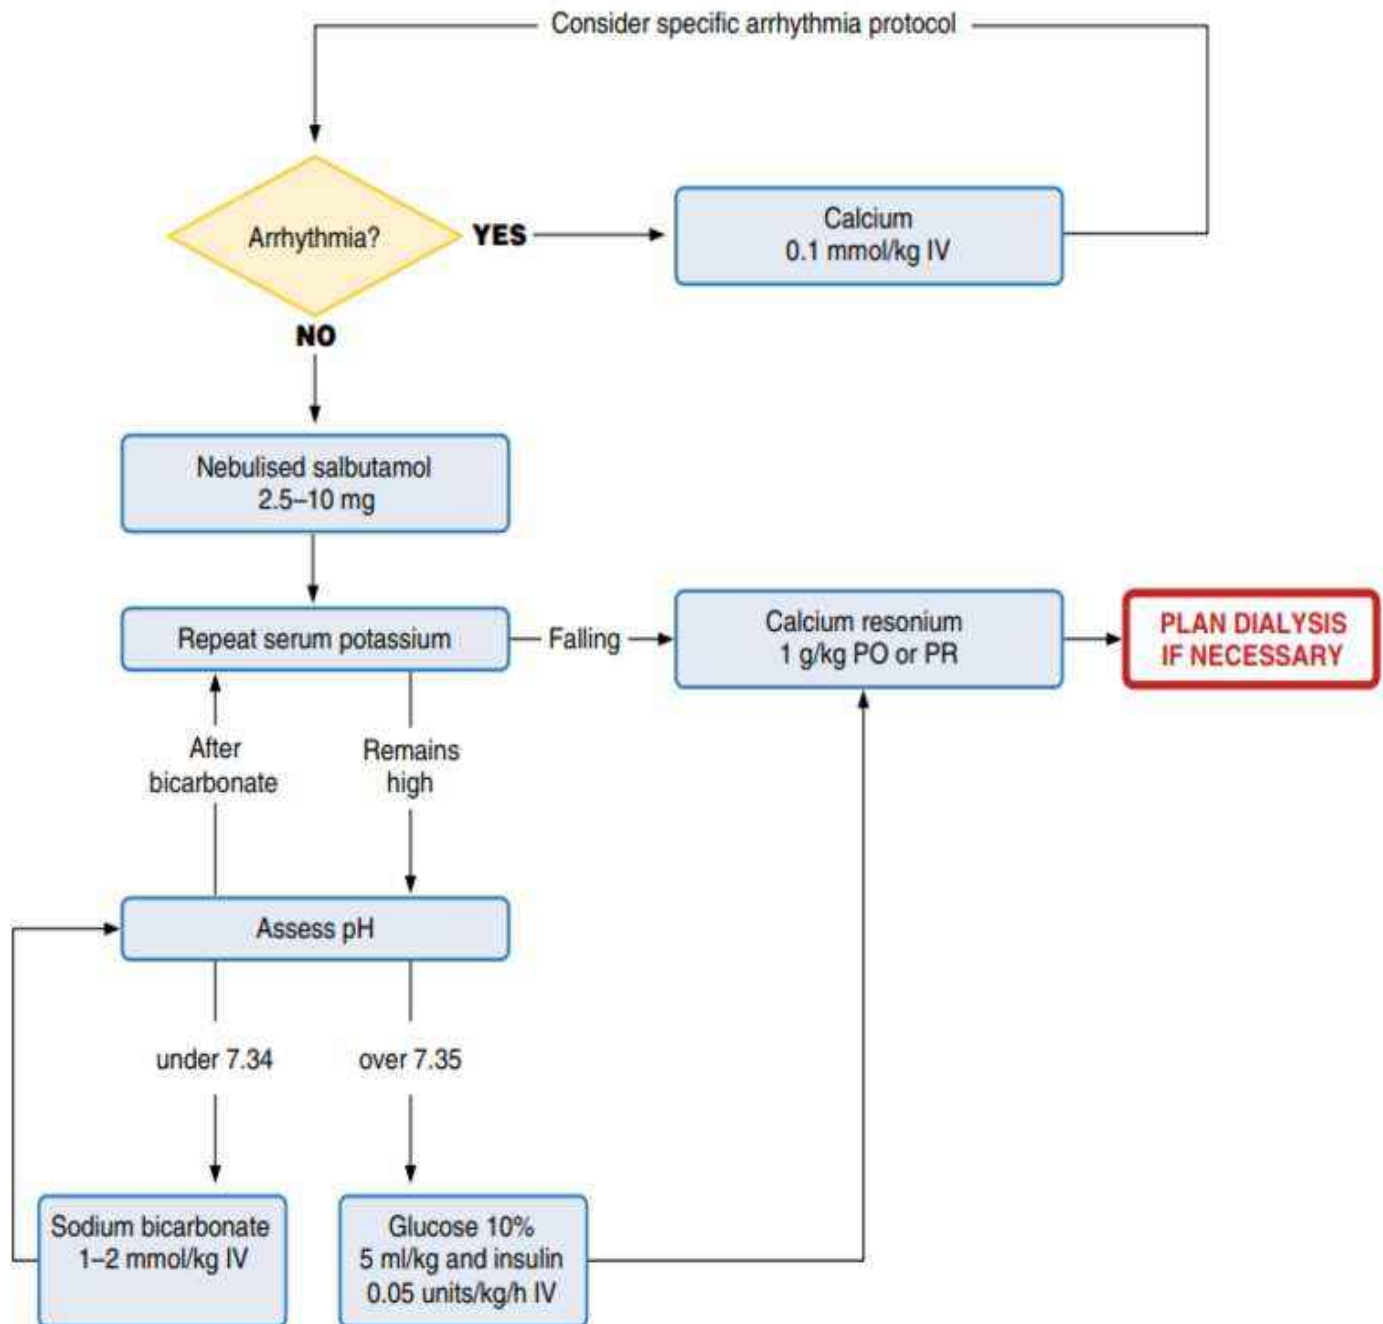 Consider specific arrhythmia protocol
Arrhythmia?
YES
Calcium
0.1 mmol/kg IV
NO
Nebulised salbutamol
2.5–10 mg
Repeat serum potassium
Falling
Calcium resonium
1 g/kg PO or PR
PLAN DIALYSIS
IF NECESSARY
After
bicarbonate
Remains
high
Assess pH
under 7.34
over 7.35
Sodium bicarbonate
1–2 mmol/kg IV
Glucose 10%
5 ml/kg and insulin
0.05 units/kg/h IV